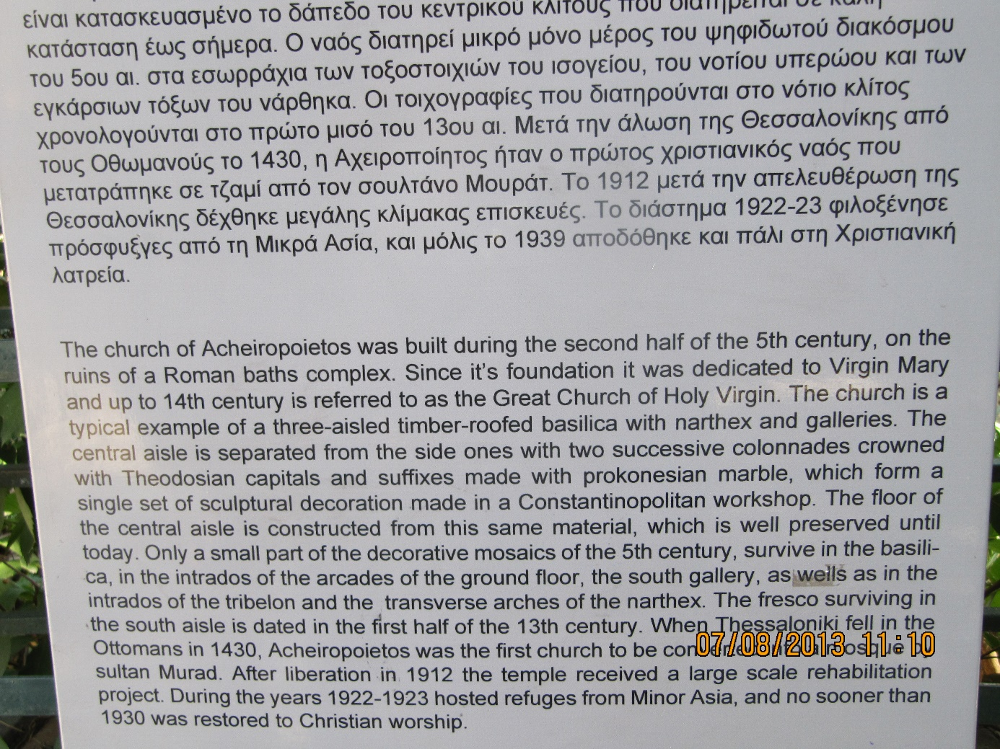 είναι κατασκευασμένο το δάπεδο του κεντρικού κλίτους που διατηρείται σε καλή
κατάσταση έως σήμερα. Ο ναός διατηρεί μικρό μόνο μέρος του ψηφιδωτού διακόσμου
του 5ου αι. στα εσωρράχια των τοξοστοιχιών του ισογείου, του νοτίου υπερώου και των
εγκάρσιων τόξων του νάρθηκα. Οι τοιχογραφίες που διατηρούνται στο νότιο κλίτος
χρονολογούνται στο πρώτο μισό του 13ου αι. Μετά την άλωση της Θεσσαλονίκης από
τους Οθωμανούς το 1430, η Αχειροποίητος ήταν ο πρώτος χριστιανικός ναός που
μετατράπηκε σε τζαμί από τον σουλτάνο Μουράτ. Το 1912 μετά την απελευθέρωση της
Θεσσαλονίκης δέχθηκε μεγάλης κλίμακας επισκευές. Το διάστημα 1922-23 φιλοξένησε
πρόσφυξγες από τη Μικρά Ασία, και μόλις το 1939 αποδόθηκε και πάλι στη Χριστιανική
λατρεία.
The church of Acheiropoietos was built during the second half of the 5th century, on the
ruins of a Roman baths complex. Since it's foundation it was dedicated to Virgin Mary
and up to 14th century is referred to as the Great Church of Holy Virgin. The church is a
typical example of a three-aisled timber-roofed basilica with narthex and galleries. The
central aisle is separated from the side ones with two successive colonnades crowned
with Theodosian capitals and suffixes made with prokonesian marble, which form a
single set of sculptural decoration made in a Constantinopolitan workshop. The floor of
the central aisle is constructed from this same material, which is well preserved until
today. Only a small part of the decorative mosaics of the 5th century, survive in the basili-
ca, in the intrados of the arcades of the ground floor, the south gallery, as wells as in the
intrados of the tribelon and the transverse arches of the narthex. The fresco surviving in
the south aisle is dated in the first half of the 13th century. When Thessaloniki fell in the
Ottomans in 1430, Acheiropoietos was the first church to be mosque
07/08/2013 11:10
sultan Murad. After liberation in 1912 the temple received a large scale rehabilitation
project. During the years 1922-1923 hosted refuges from Minor Asia, and no sooner than
1930 was restored to Christian worship.